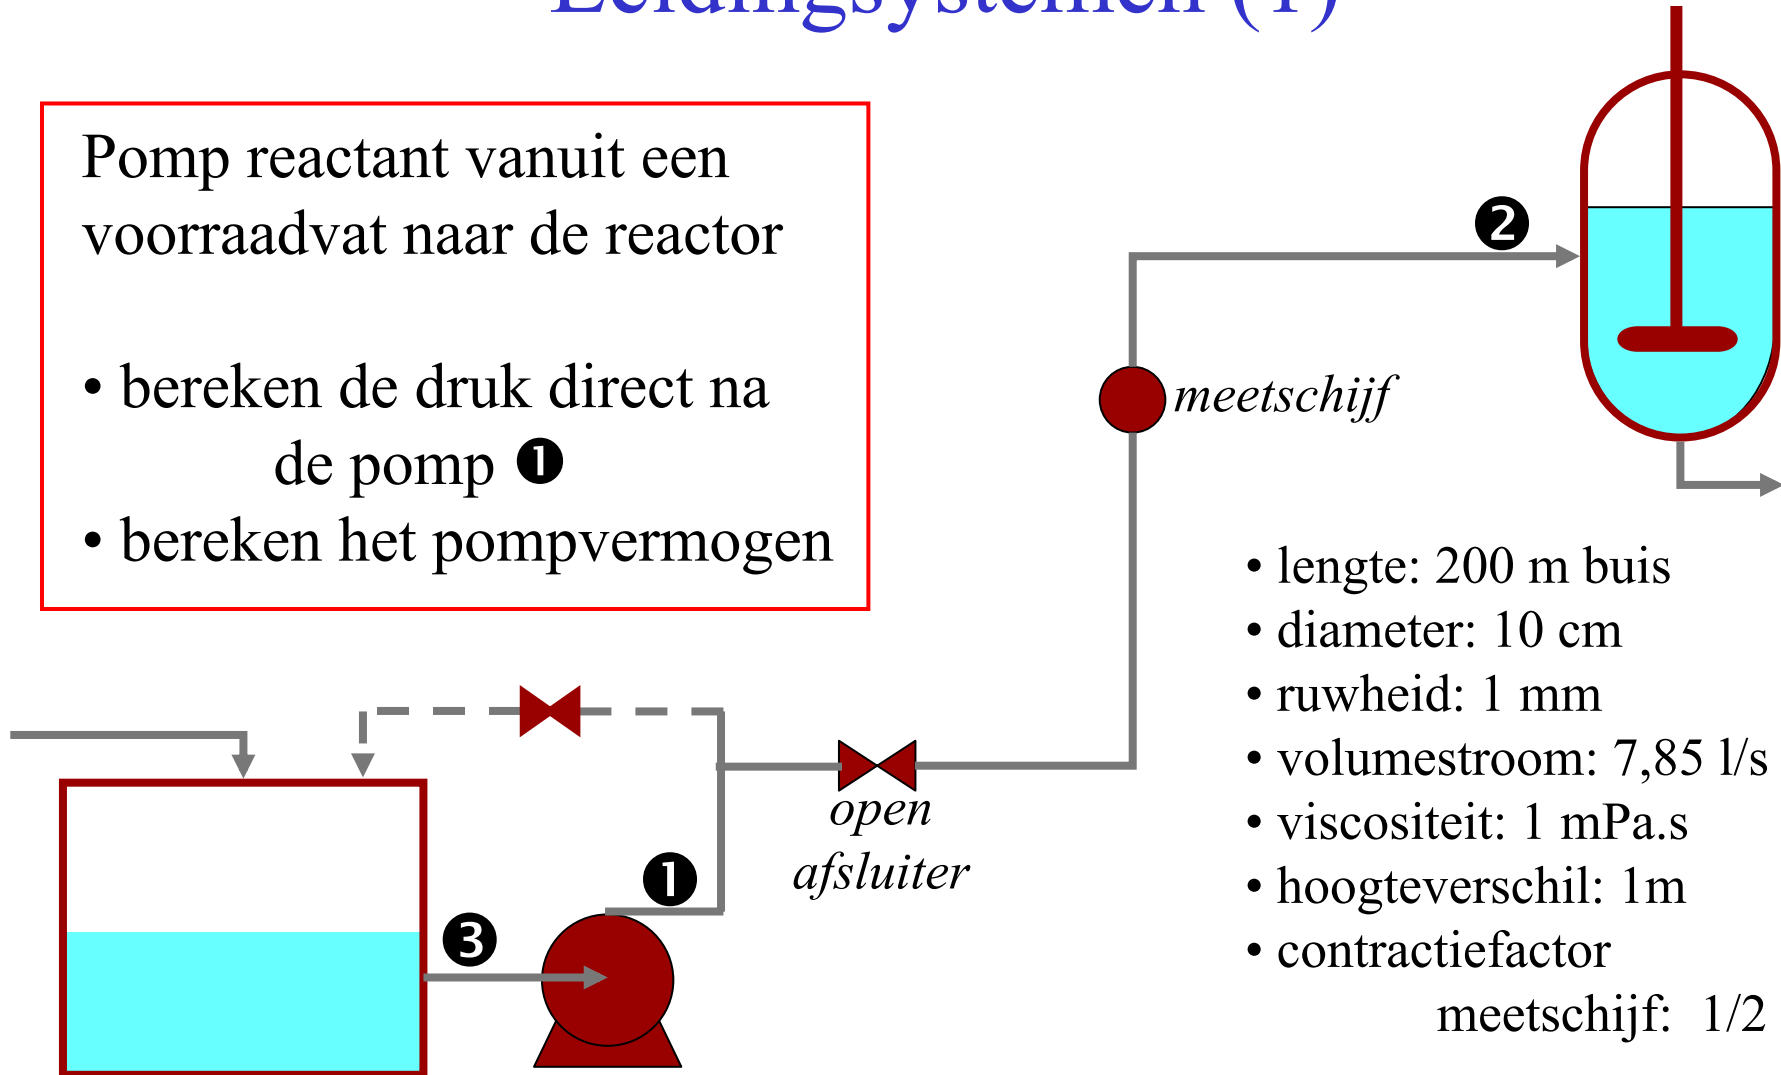 Leidingsystemen (1)
Pomp reactant vanuit een
voorraadvat naar de reactor
• bereken de druk direct na
de pomp ❶
• bereken het pompvermogen
❷
meetschijf
• lengte: 200 m buis
• diameter: 10 cm
• ruwheid: 1 mm
• volumestroom: 7,85 l/s
• viscositeit: 1 mPa.s
• hoogteverschil: 1m
• contractiefactor
meetschijf: 1/2
open
afsluiter
❶
❸